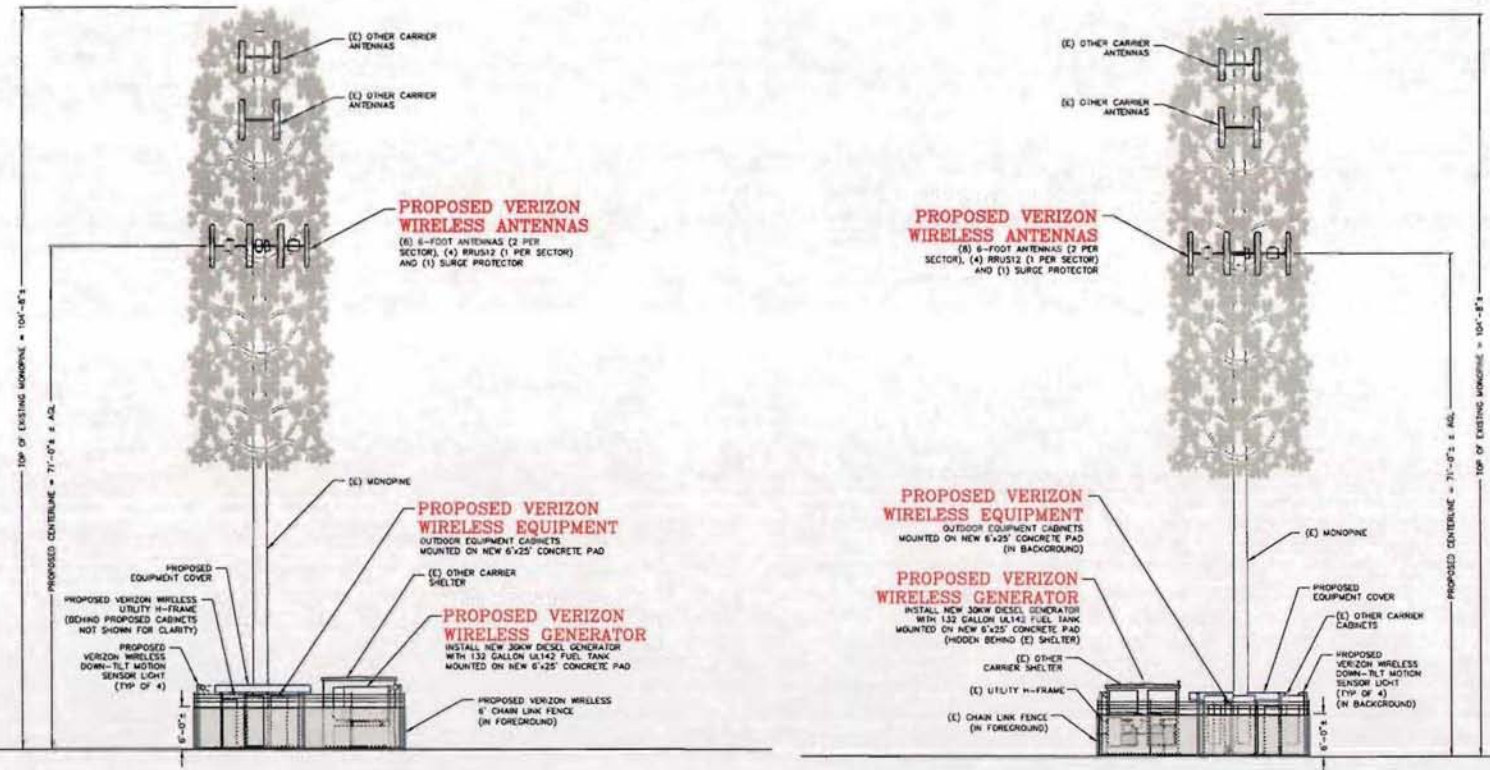 (E) OTHER CARRIER
ANTENNAS
(E) OTHER CARRIER
ANTENNAS
PROPOSED VERIZON
WIRELESS ANTENNAS
(8) 6-FOOT ANTENNAS (2 PER
SECTOR), (4) RRUS12 (1 PER SECTOR)
AND (1) SURGE PROTECTOR
TOP OF EXISTING MONOPINE = 104'-8"±
PROPOSED CENTERLINE = 71'-0"± ± AGL
(E) MONOPINE
PROPOSED VERIZON
WIRELESS EQUIPMENT
OUTDOOR EQUIPMENT CABINETS
MOUNTED ON NEW 6'x25' CONCRETE PAD
PROPOSED
EQUIPMENT COVER
(E) OTHER CARRIER
SHELTER
PROPOSED VERIZON WIRELESS
UTILITY H-FRAME
(BEHIND PROPOSED CABINETS
NOT SHOWN FOR CLARITY)
PROPOSED VERIZON
WIRELESS GENERATOR
INSTALL NEW 30KW DIESEL GENERATOR
WITH 132 GALLON UL142 FUEL TANK
MOUNTED ON NEW 6'x25' CONCRETE PAD
PROPOSED
VERIZON WIRELESS
DOWN-TILT MOTION
SENSOR LIGHT
(TYP OF 4)
PROPOSED VERIZON WIRELESS
6' CHAIN LINK FENCE
(IN FOREGROUND)
6'-0"±
(E) OTHER CARRIER
ANTENNAS
(E) OTHER CARRIER
ANTENNAS
PROPOSED VERIZON
WIRELESS ANTENNAS
(8) 6-FOOT ANTENNAS (2 PER
SECTOR), (4) RRUS12 (1 PER SECTOR)
AND (1) SURGE PROTECTOR
PROPOSED VERIZON
WIRELESS EQUIPMENT
OUTDOOR EQUIPMENT CABINETS
MOUNTED ON NEW 6'x25' CONCRETE PAD
(IN BACKGROUND)
(E) MONOPINE
PROPOSED VERIZON
WIRELESS GENERATOR
INSTALL NEW 30KW DIESEL GENERATOR
WITH 132 GALLON UL142 FUEL TANK
MOUNTED ON NEW 6'x25' CONCRETE PAD
(HIDDEN BEHIND (E) SHELTER)
PROPOSED
EQUIPMENT COVER
(E) OTHER CARRIER
CABINETS
(E) OTHER
CARRIER SHELTER
(E) UTILITY H-FRAME
(E) CHAIN LINK FENCE
(IN FOREGROUND)
PROPOSED
VERIZON WIRELESS
DOWN-TILT MOTION
SENSOR LIGHT
(TYP OF 4)
(IN BACKGROUND)
6'-0"±
PROPOSED CENTERLINE = 71'-0"± ± AGL
TOP OF EXISTING MONOPINE = 104'-8"±